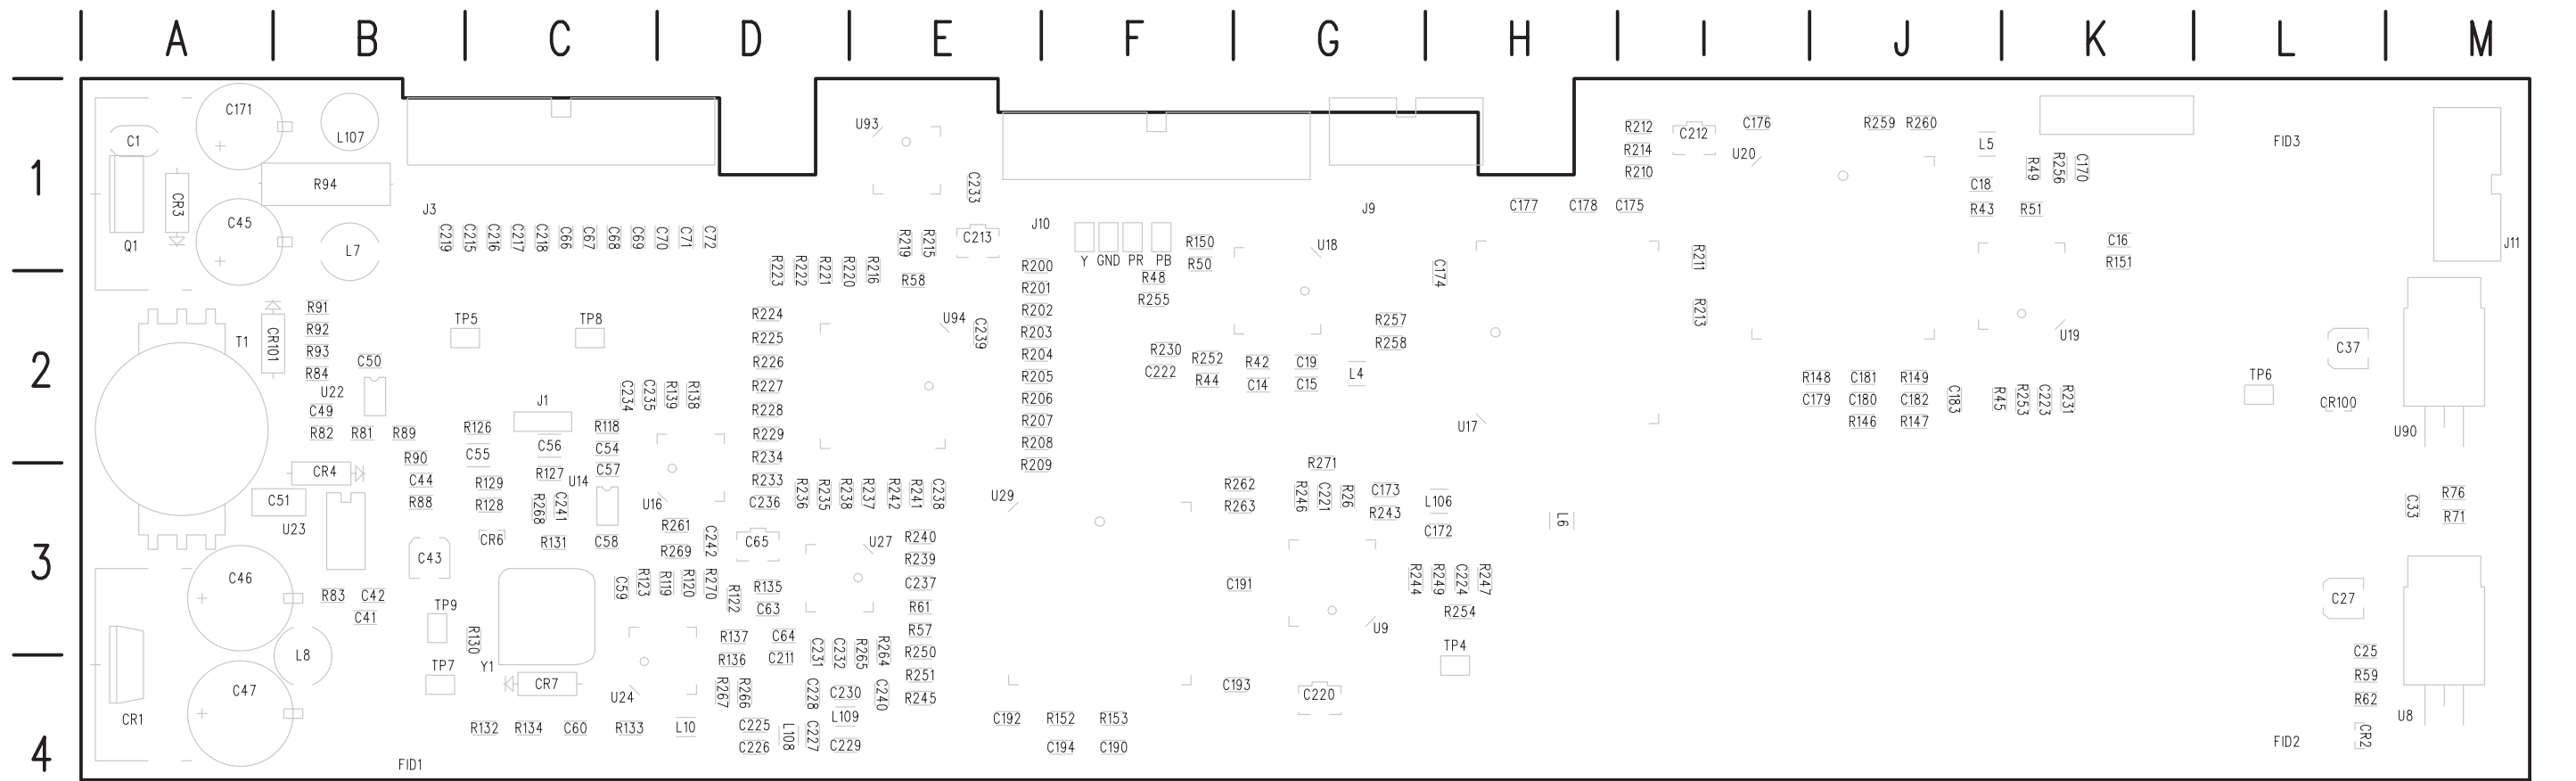 A B C D E F G H I J K L M
1
2
3
4
C171
C1
L107
U93
R212
C212
C176
R259 R260
FID3
R214
U20
L5
R210
R94
CR3
C233
R49
R256
C170
C18
C45
J3
J9
C177
C178
C175
R43
R51
J10
Q1
L7
C219
C215
C216
C217
C218
C66
C67
C68
C69
C70
C71
C72
R219
R215
C213
R150
U18
C16
J11
Y GND PR PB
R50
R211
R151
R223
R222
R221
R220
R216
R58
R200
R48
C174
R201
R255
R91
R202
R213
TP5
TP8
R224
U94
C239
R257
R92
R203
T1
CR101
R225
R258
U19
R93
R204
R230
C37
C50
R226
R252
R42
C19
R84
R205
C222
R44
C14
C15
L4
R148
C181
R149
TP6
U22
C234
C235
R139
R138
R227
R206
C179
C180
C182
C183
R45
R253
C223
R231
CR100
J1
C49
R228
R207
R146
R147
R82
R81
R89
R126
R118
R229
R208
U17
U90
C56
C54
R90
C55
R234
R209
R271
CR4
C57
R127
C44
R129
U14
R233
R262
C173
R76
C51
R88
R128
R268
C241
U16
C236
R236
R235
R238
R237
R242
R241
C238
U29
R263
R246
C221
R26
R243
L106
L6
C33
R71
U23
R261
C172
CR6
R131
C58
C242
C65
U27
R240
R269
C43
R239
C46
C59
R123
R119
R120
R270
R122
R135
C237
C191
R244
R249
C224
R247
C27
R83
C42
TP9
C63
R61
R254
C41
R130
R137
C64
R57
U9
L8
R136
C211
C231
C232
R265
R264
R250
TP4
C25
TP7
Y1
R251
R59
C47
CR7
U24
R267
R266
C228
C230
C240
R245
C193
C220
R62
CR1
L109
C192
R152
R153
U8
R132
R134
C60
R133
L10
C225
L108
C227
CR2
C226
C229
C194
C190
FID2
FID1